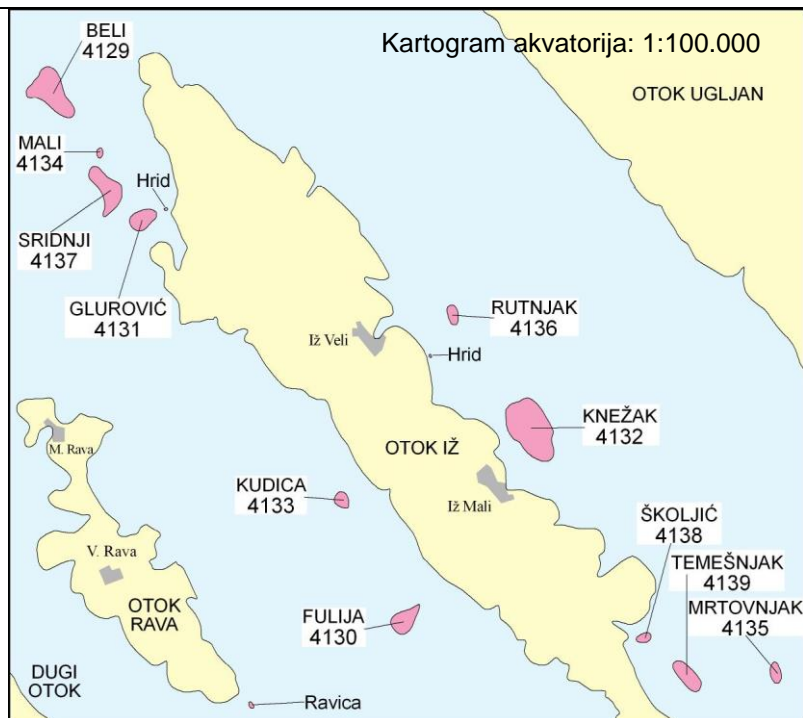 Kartogram akvatorija: 1:100.000
BELI
4129
OTOK UGLJAN
MALI
4134
Hrid
SRIDNJI
4137
GLUROVIĆ
4131
RUTNJAK
4136
Iž Veli
Hrid
KNEŽAK
4132
M. Rava
OTOK IŽ
KUDICA
4133
Iž Mali
ŠKOLJIĆ
4138
V. Rava
TEMEŠNJAK
4139
OTOK
RAVA
FULIJA
4130
MRTOVNJAK
4135
DUGI
OTOK
Ravica